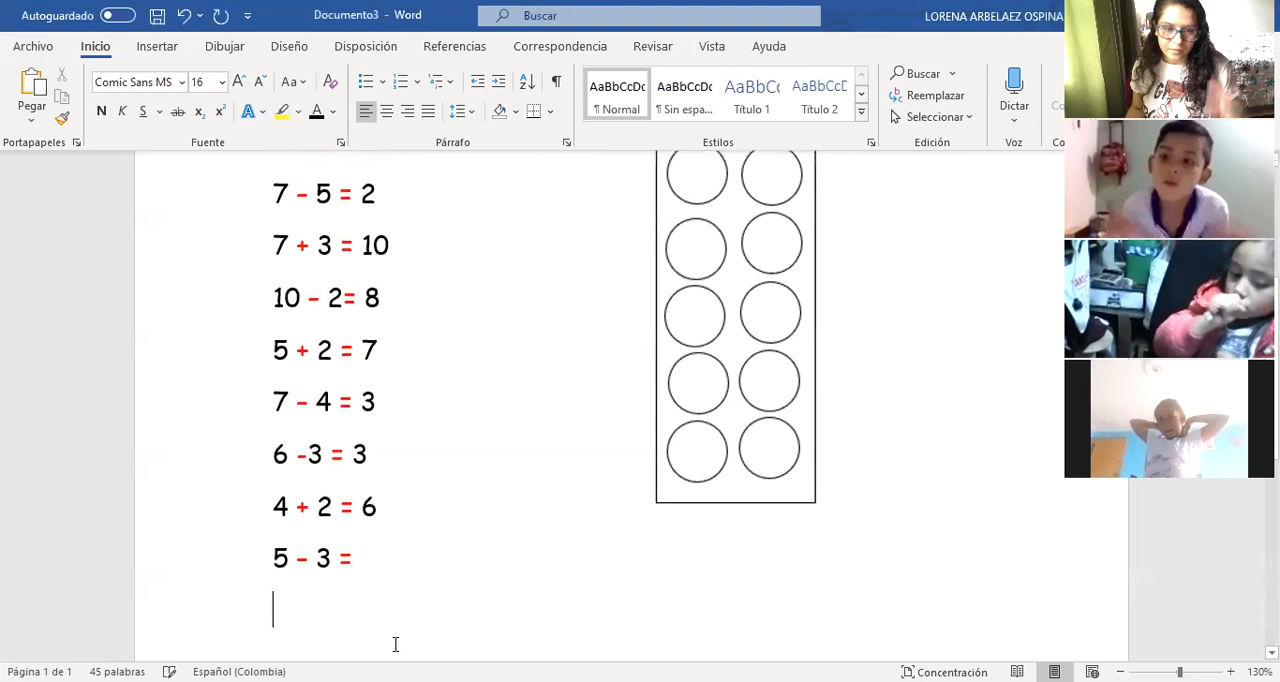 Autoguardado Documento3 - Word Buscar LORENA ARBELAEZ OSPINA
Archivo Inicio Insertar Dibujar Diseño Disposición Referencias Correspondencia Revisar Vista Ayuda
Pegar
Comic Sans MS 16 A A Aa A
N K S ab x₂ x² A A
AaBbCcDc AaBbCcDc AaBbCc AaBbCcD
¶ Normal ¶ Sin espa... Título 1 Título 2
Buscar
Reemplazar
Seleccionar
Dictar
Portapapeles Fuente Párrafo Estilos Edición Voz
7 - 5 = 2
7 + 3 = 10
10 - 2= 8
5 + 2 = 7
7 - 4 = 3
6 -3 = 3
4 + 2 = 6
5 - 3 =
Página 1 de 1 45 palabras Español (Colombia) Concentración 130%